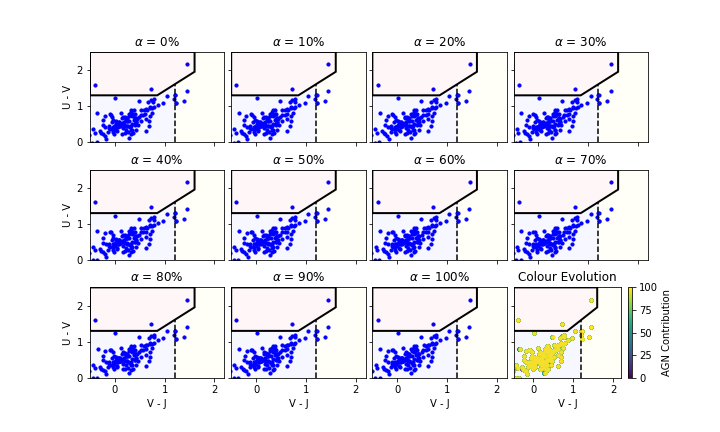 α = 0% α = 10% α = 20% α = 30%
2
1
0
U - V
α = 40% α = 50% α = 60% α = 70%
2
1
0
U - V
α = 80% α = 90% α = 100% Colour Evolution
2
1
0
U - V
100
75
50
25
0
AGN Contribution
0 1 2 0 1 2 0 1 2 0 1 2
V - J V - J V - J V - J